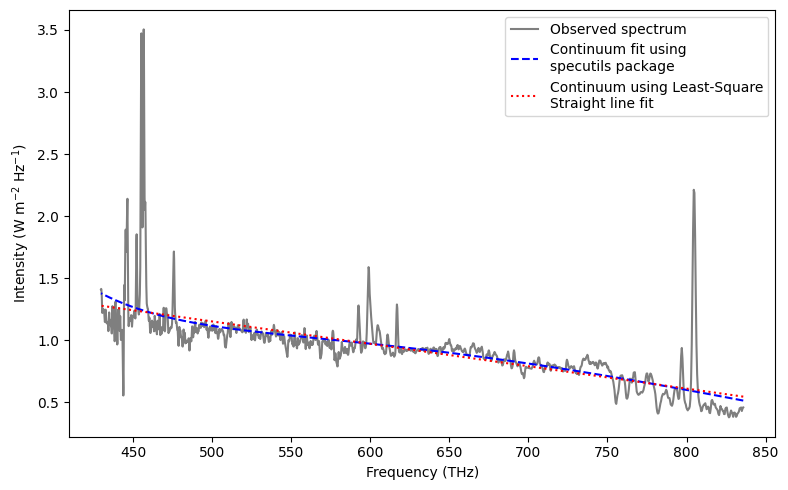 Observed spectrum
Continuum fit using
specutils package
Continuum using Least-Square
Straight line fit
3.5
3.0
2.5
2.0
1.5
1.0
0.5
Intensity (W m⁻² Hz⁻¹)
450 500 550 600 650 700 750 800 850
Frequency (THz)